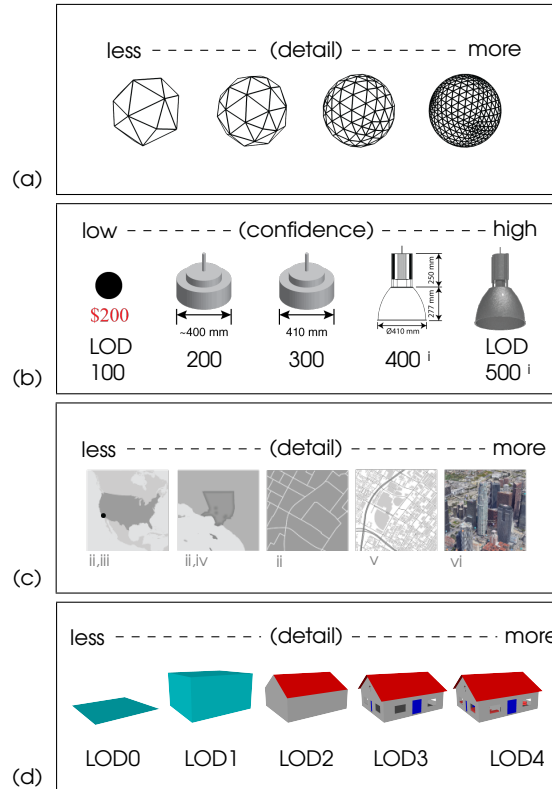 less (detail) more
(a)
low (confidence) high
250 mm
277 mm
$200
~400 mm 410 mm Ø410 mm
LOD 100 200 300 400 i LOD 500 i
(b)
less (detail) more
ii,iii ii,iv ii v vi
(c)
less (detail) more
LOD0 LOD1 LOD2 LOD3 LOD4
(d)